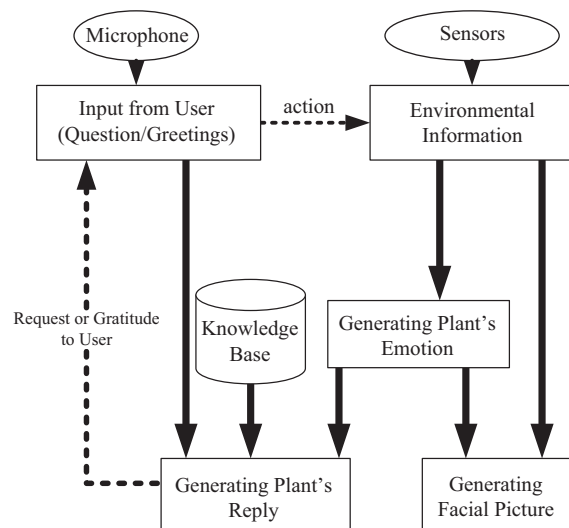 Microphone
Sensors
Input from User
(Question/Greetings)
action
Environmental
Information
Request or Gratitude
to User
Knowledge
Base
Generating Plant's
Emotion
Generating Plant's
Reply
Generating
Facial Picture